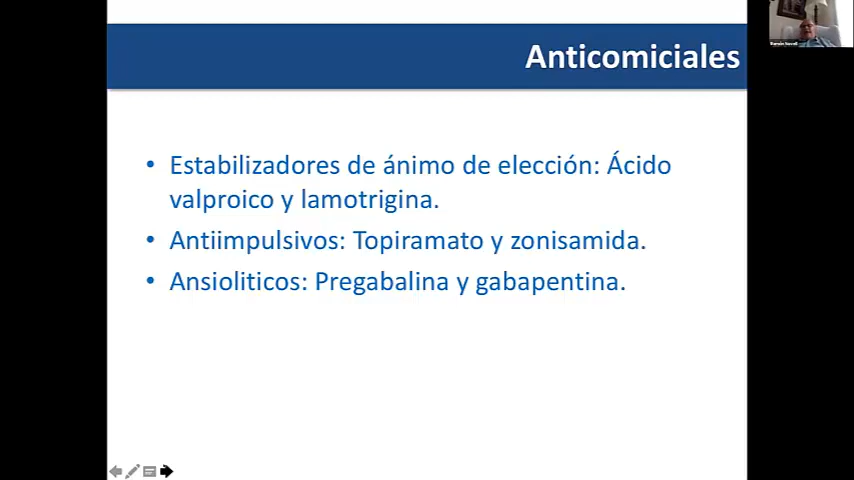 Anticomiciales
• Estabilizadores de ánimo de elección: Ácido
valproico y lamotrigina.
• Antiimpulsivos: Topiramato y zonisamida.
• Ansioliticos: Pregabalina y gabapentina.